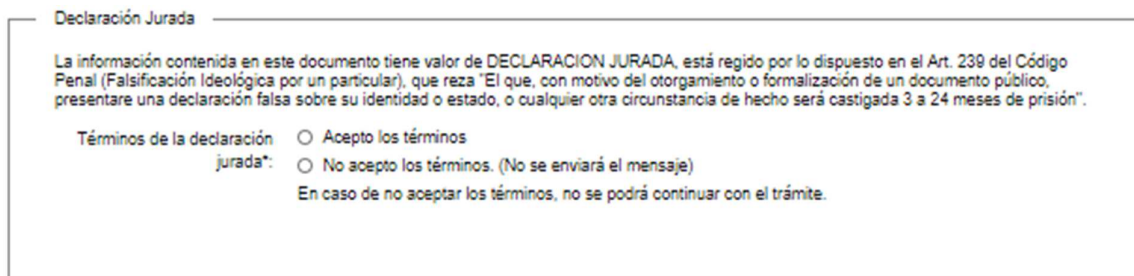 Declaración Jurada
La información contenida en este documento tiene valor de DECLARACION JURADA, está regido por lo dispuesto en el Art. 239 del Código
Penal (Falsificación Ideológica por un particular), que reza "El que, con motivo del otorgamiento o formalización de un documento público,
presentare una declaración falsa sobre su identidad o estado, o cualquier otra circunstancia de hecho será castigada 3 a 24 meses de prisión".
Términos de la declaración
jurada*:
Acepto los términos
No acepto los términos. (No se enviará el mensaje)
En caso de no aceptar los términos, no se podrá continuar con el trámite.